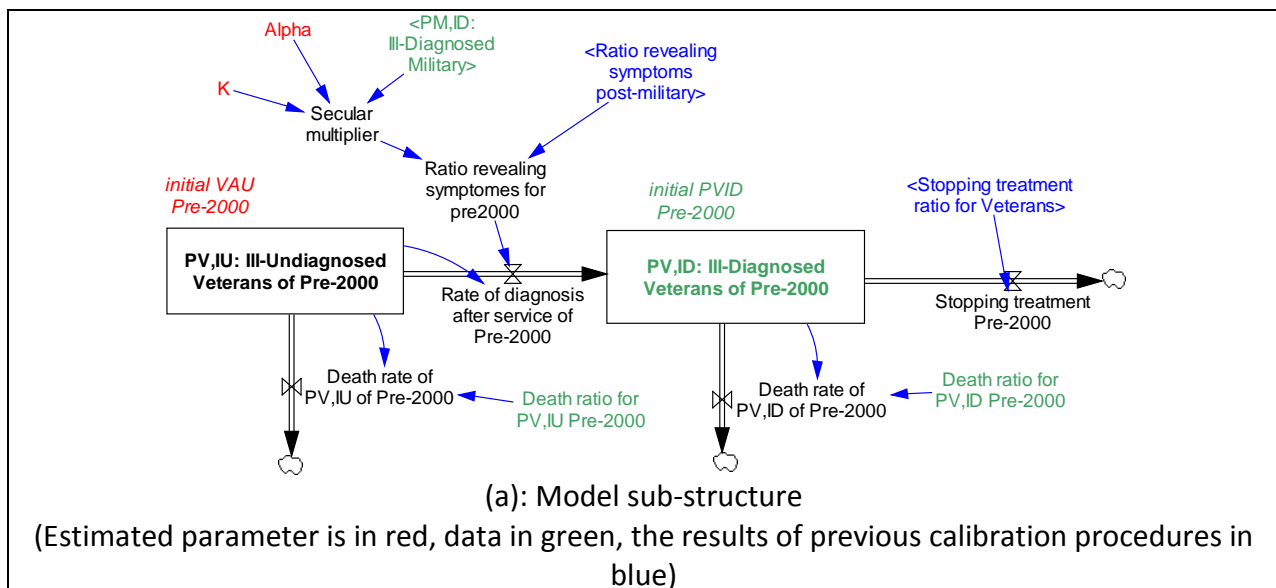 Alpha
<PM,ID:
III-Diagnosed
Military>
<Ratio revealing
symptoms
post-military>
K
Secular
multiplier
Ratio revealing
symptomes for
pre2000
initial VAU
Pre-2000
initial PVID
Pre-2000
<Stopping treatment
ratio for Veterans>
PV,IU: III-Undiagnosed
Veterans of Pre-2000
PV,ID: III-Diagnosed
Veterans of Pre-2000
Rate of diagnosis
after service of
Pre-2000
Stopping treatment
Pre-2000
Death rate of
PV,IU of Pre-2000
Death ratio for
PV,IU Pre-2000
Death rate of
PV,ID of Pre-2000
Death ratio for
PV,ID Pre-2000
(a): Model sub-structure
(Estimated parameter is in red, data in green, the results of previous calibration procedures in
blue)